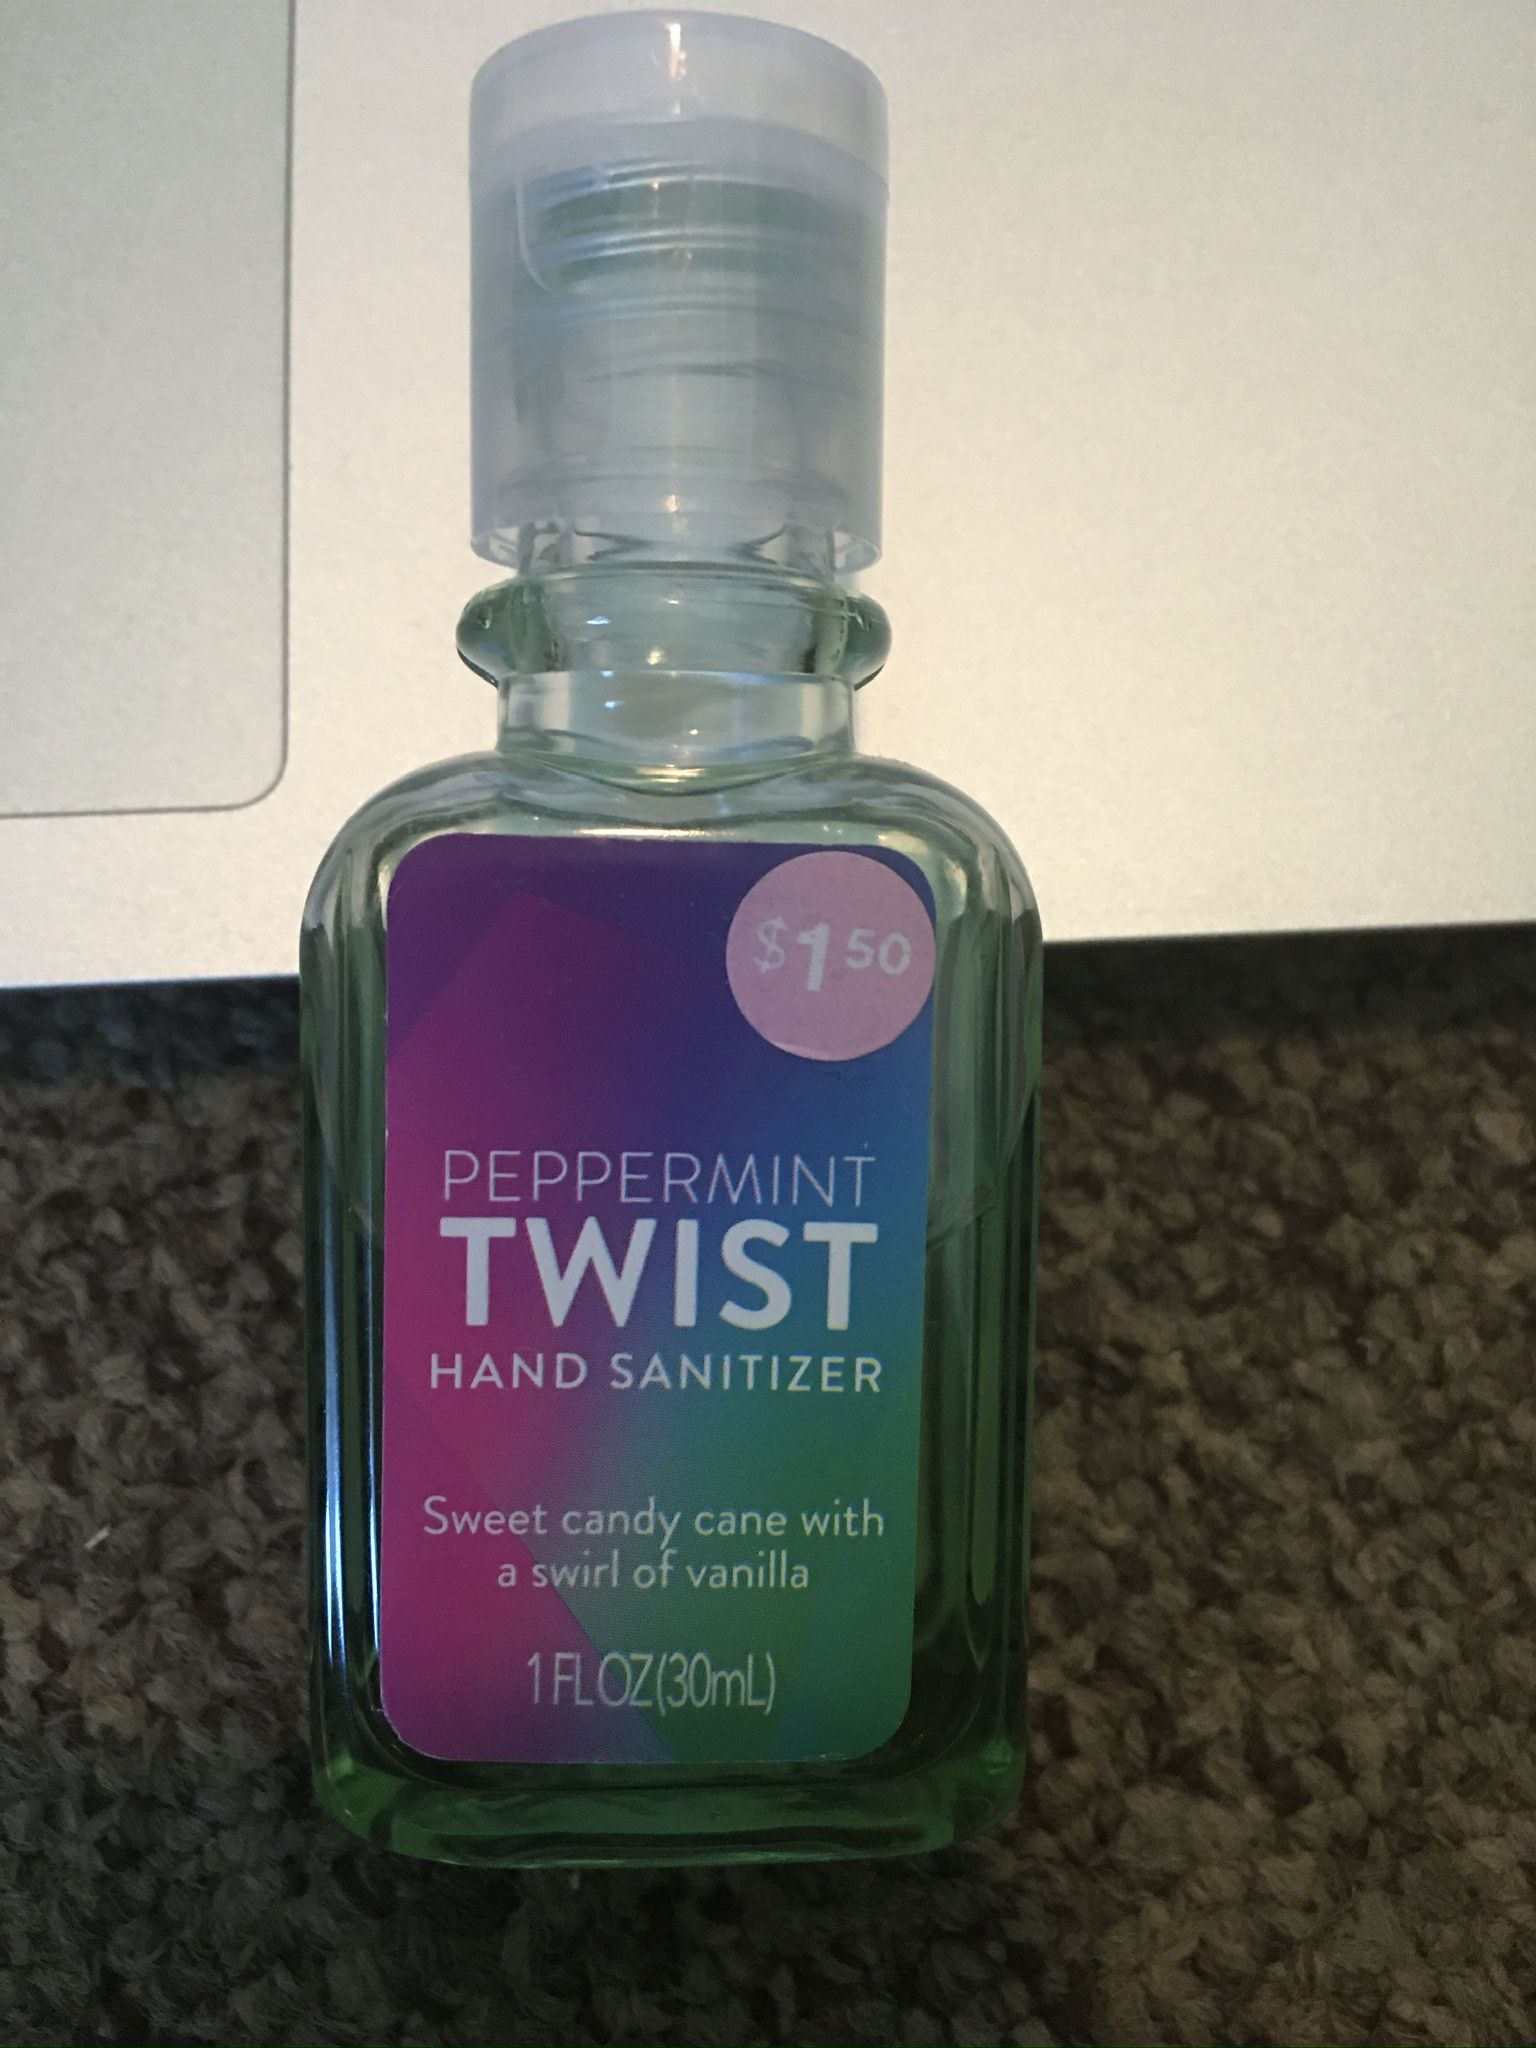 $1 50
PEPPERMINT
TWIST
HAND SANITIZER
Sweet candy cane with
a swirl of vanilla
1 FL OZ(30mL)